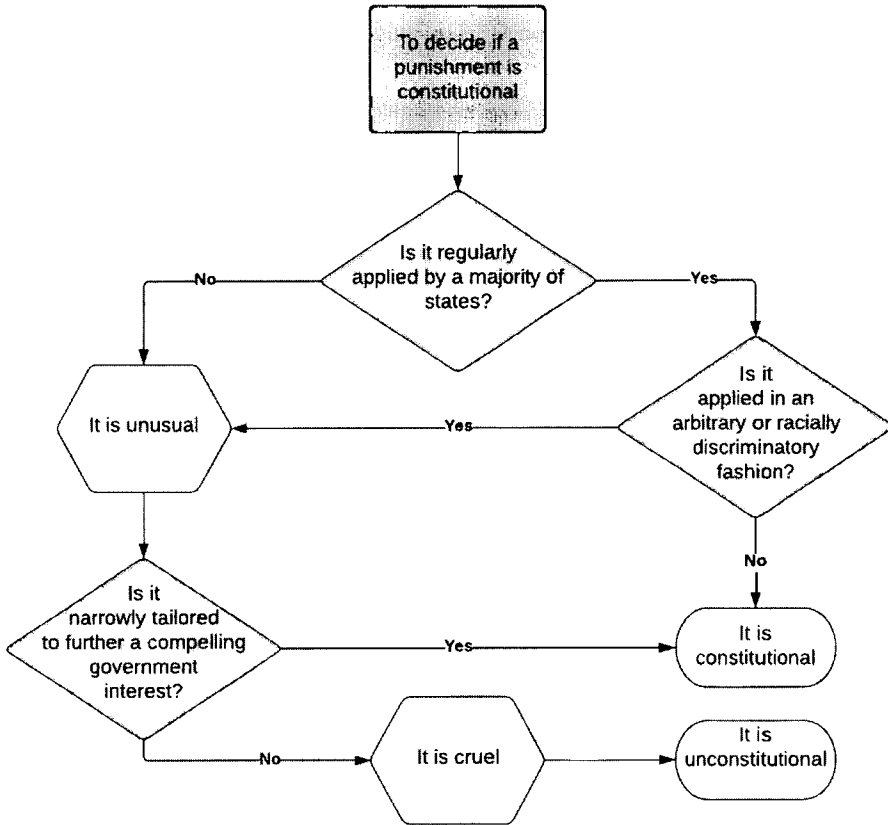 To decide if a
punishment is
constitutional
Is it regularly
applied by a majority of
states?
No
Yes
Is it
applied in an
arbitrary or racially
discriminatory
fashion?
It is unusual
Yes
No
Is it
narrowly tailored
to further a compelling
government
interest?
Yes
It is
constitutional
No
It is cruel
It is
unconstitutional